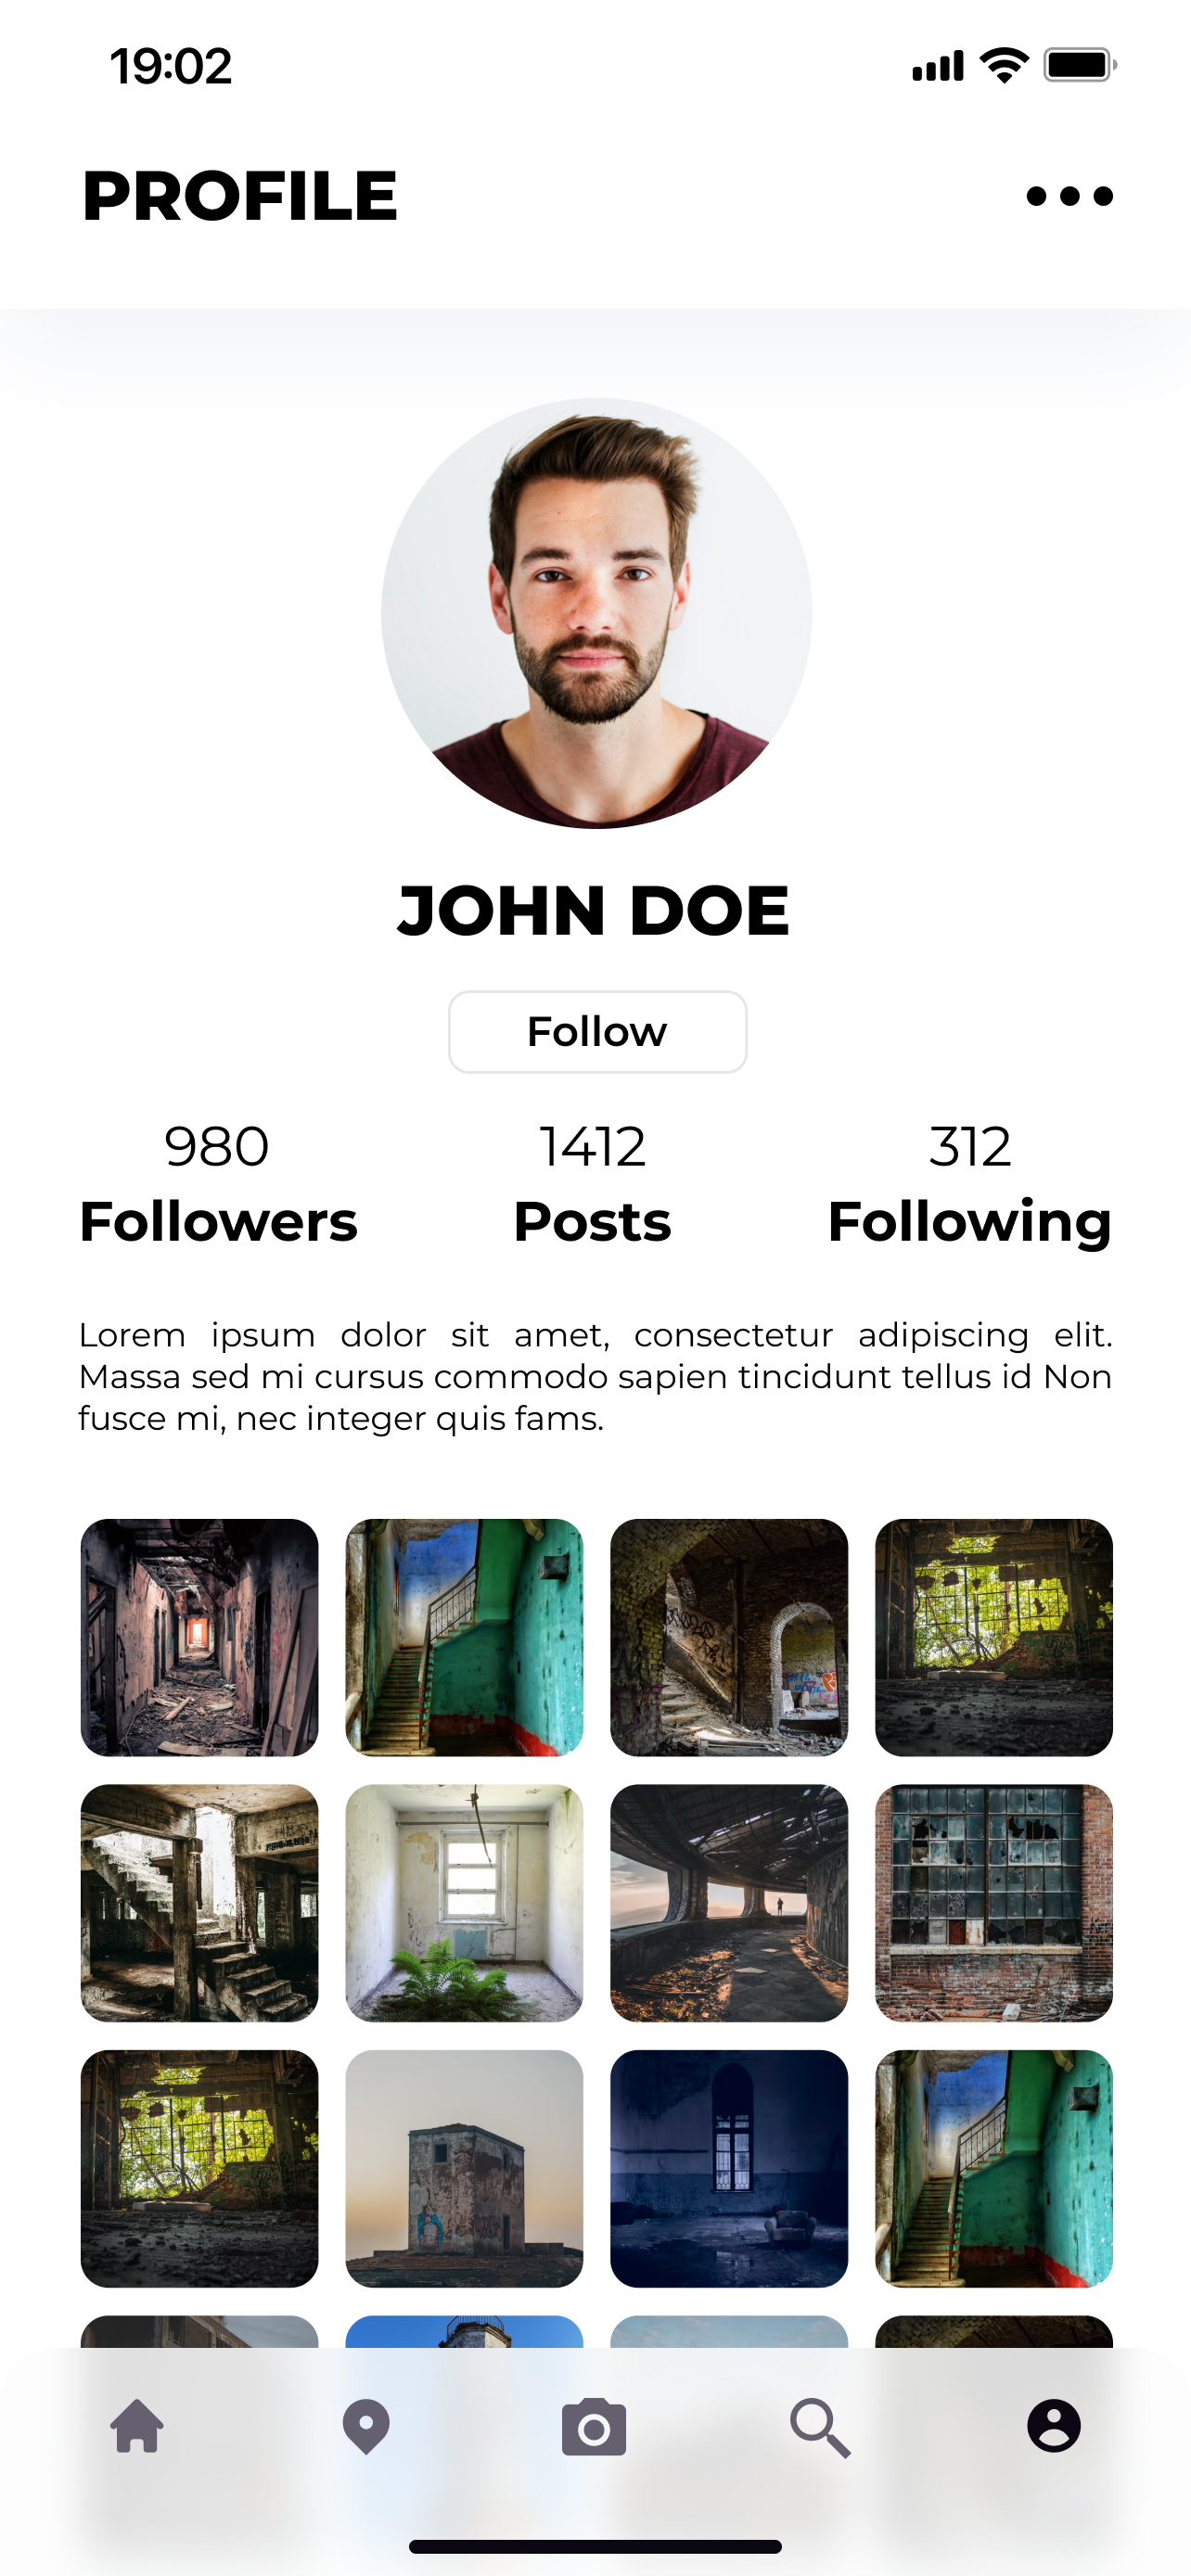 19:02
PROFILE
JOHN DOE
Follow
980 1412 312
Followers Posts Following
Lorem ipsum dolor sit amet, consectetur adipiscing elit.
Massa sed mi cursus commodo sapien tincidunt tellus id Non
fusce mi, nec integer quis fams.